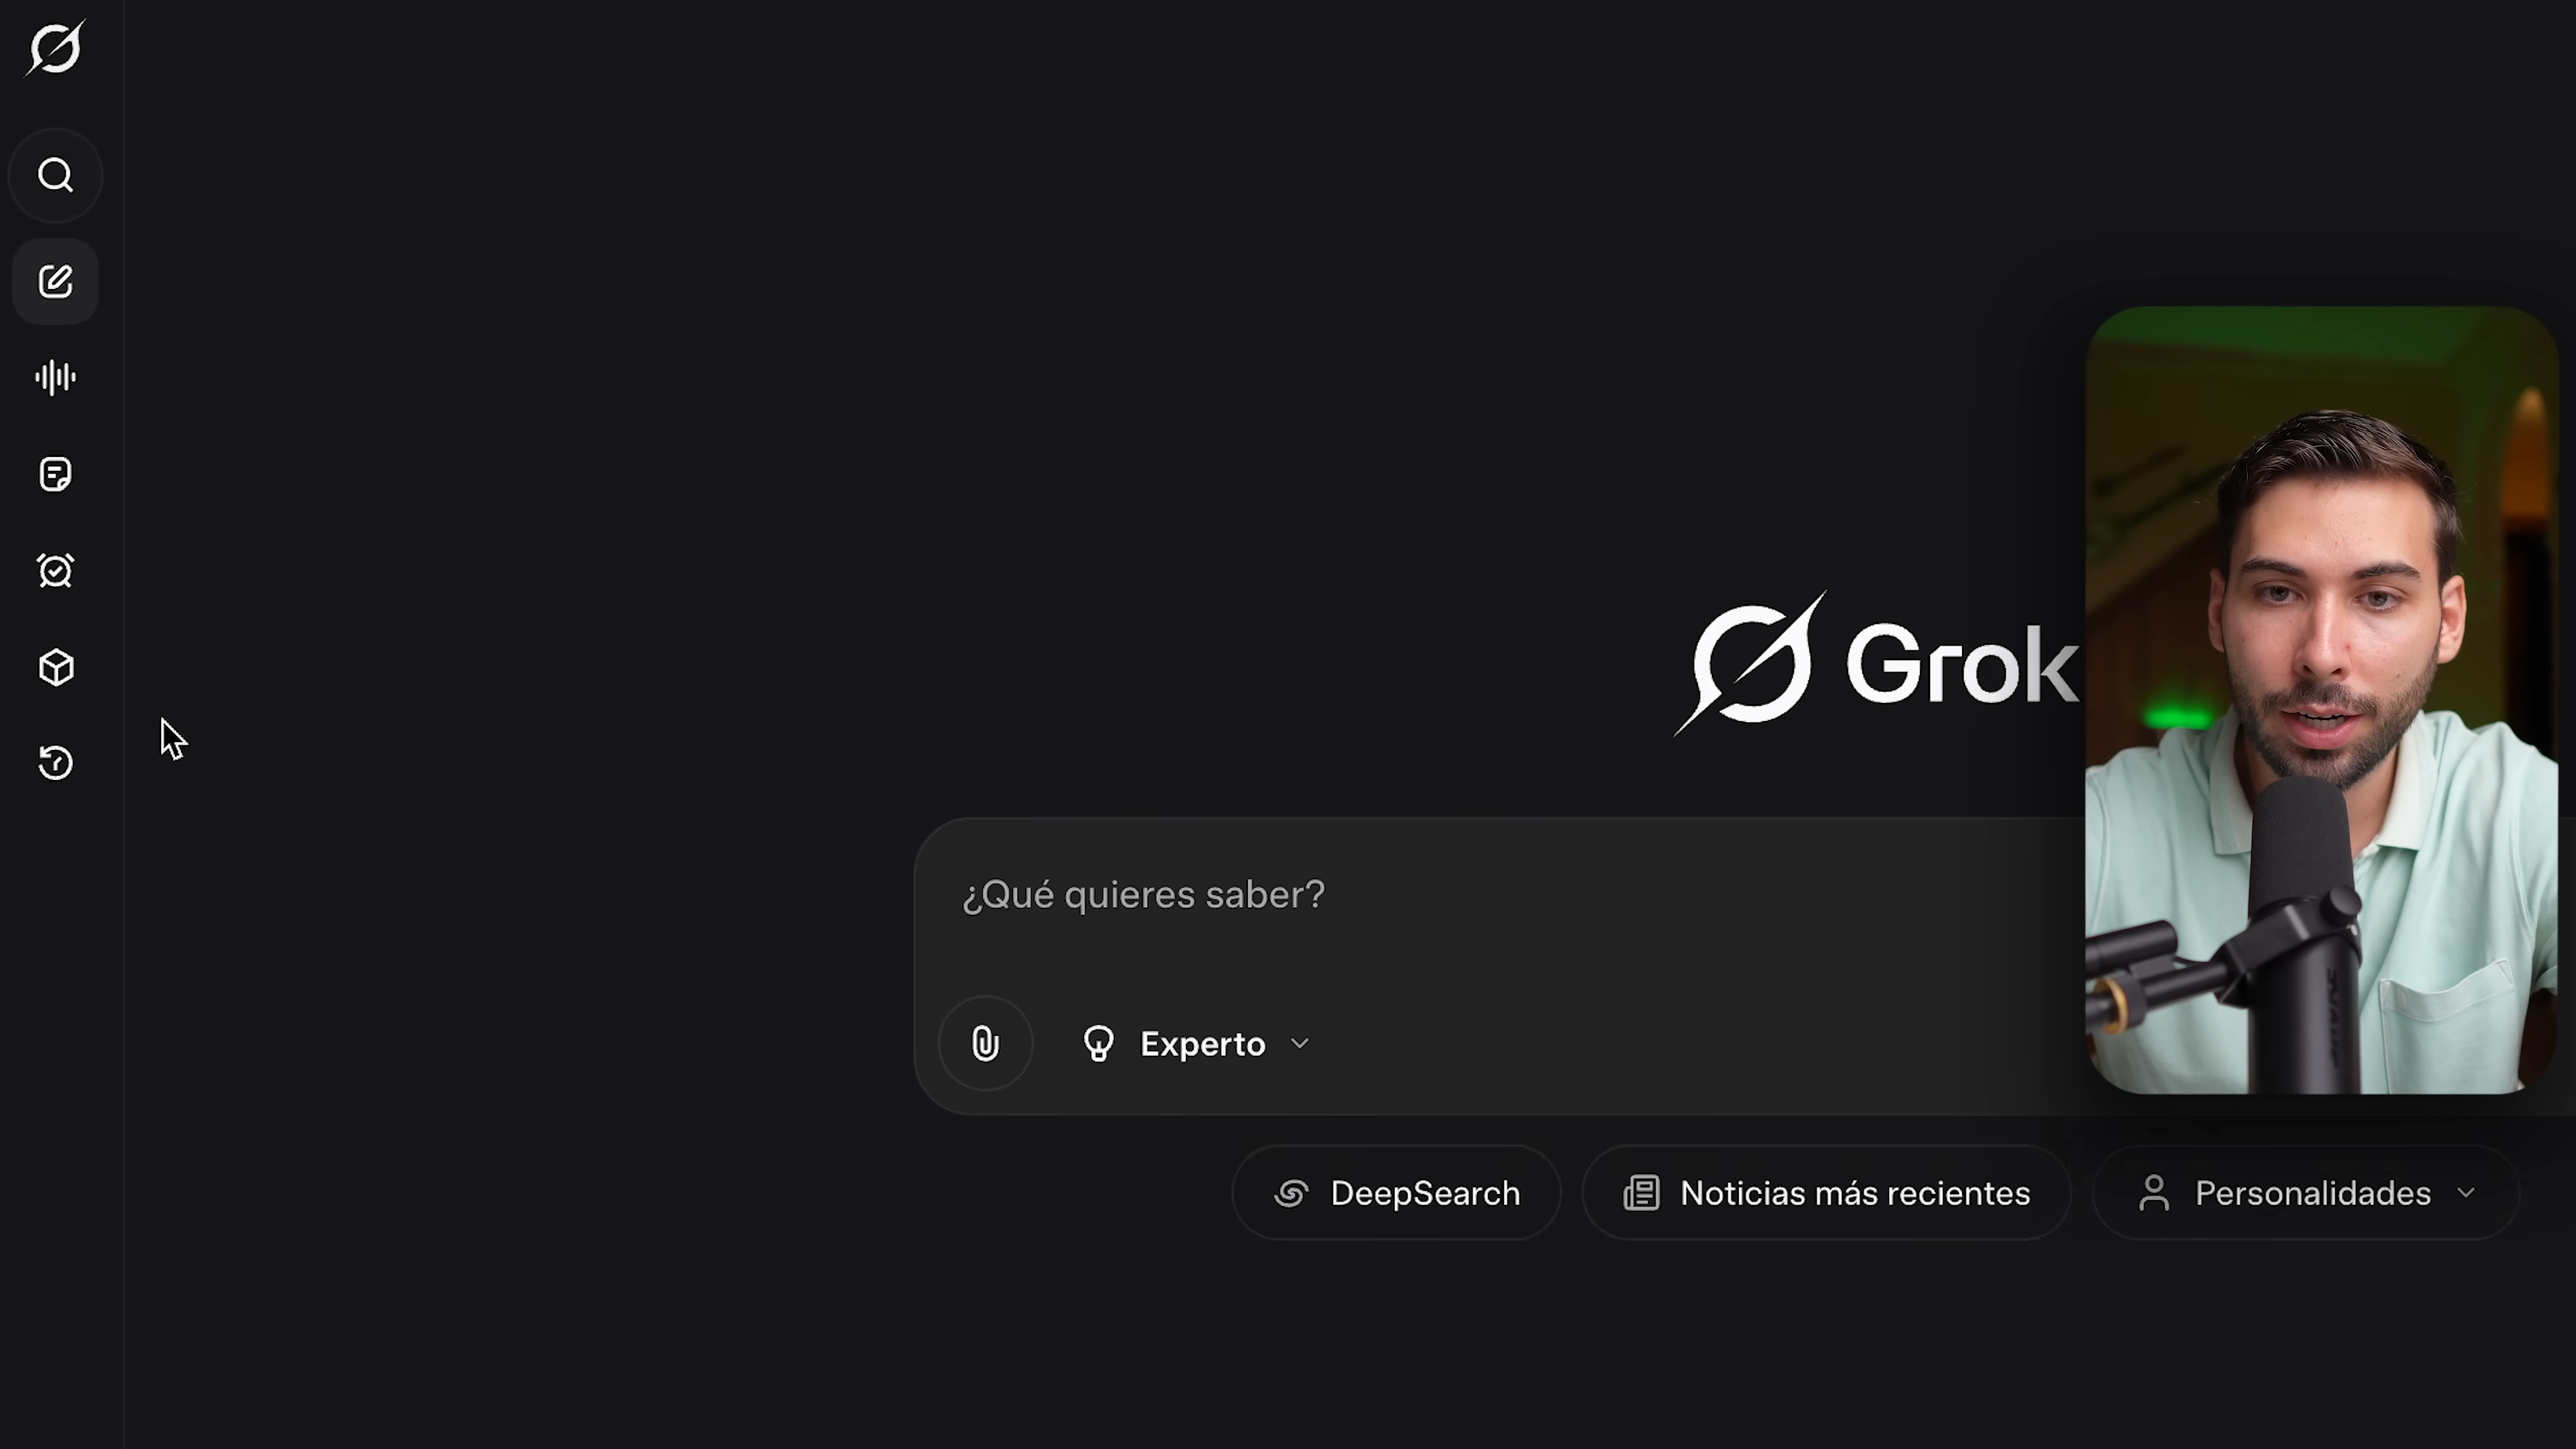 Grok
¿Qué quieres saber?
Experto
DeepSearch
Noticias más recientes
Personalidades